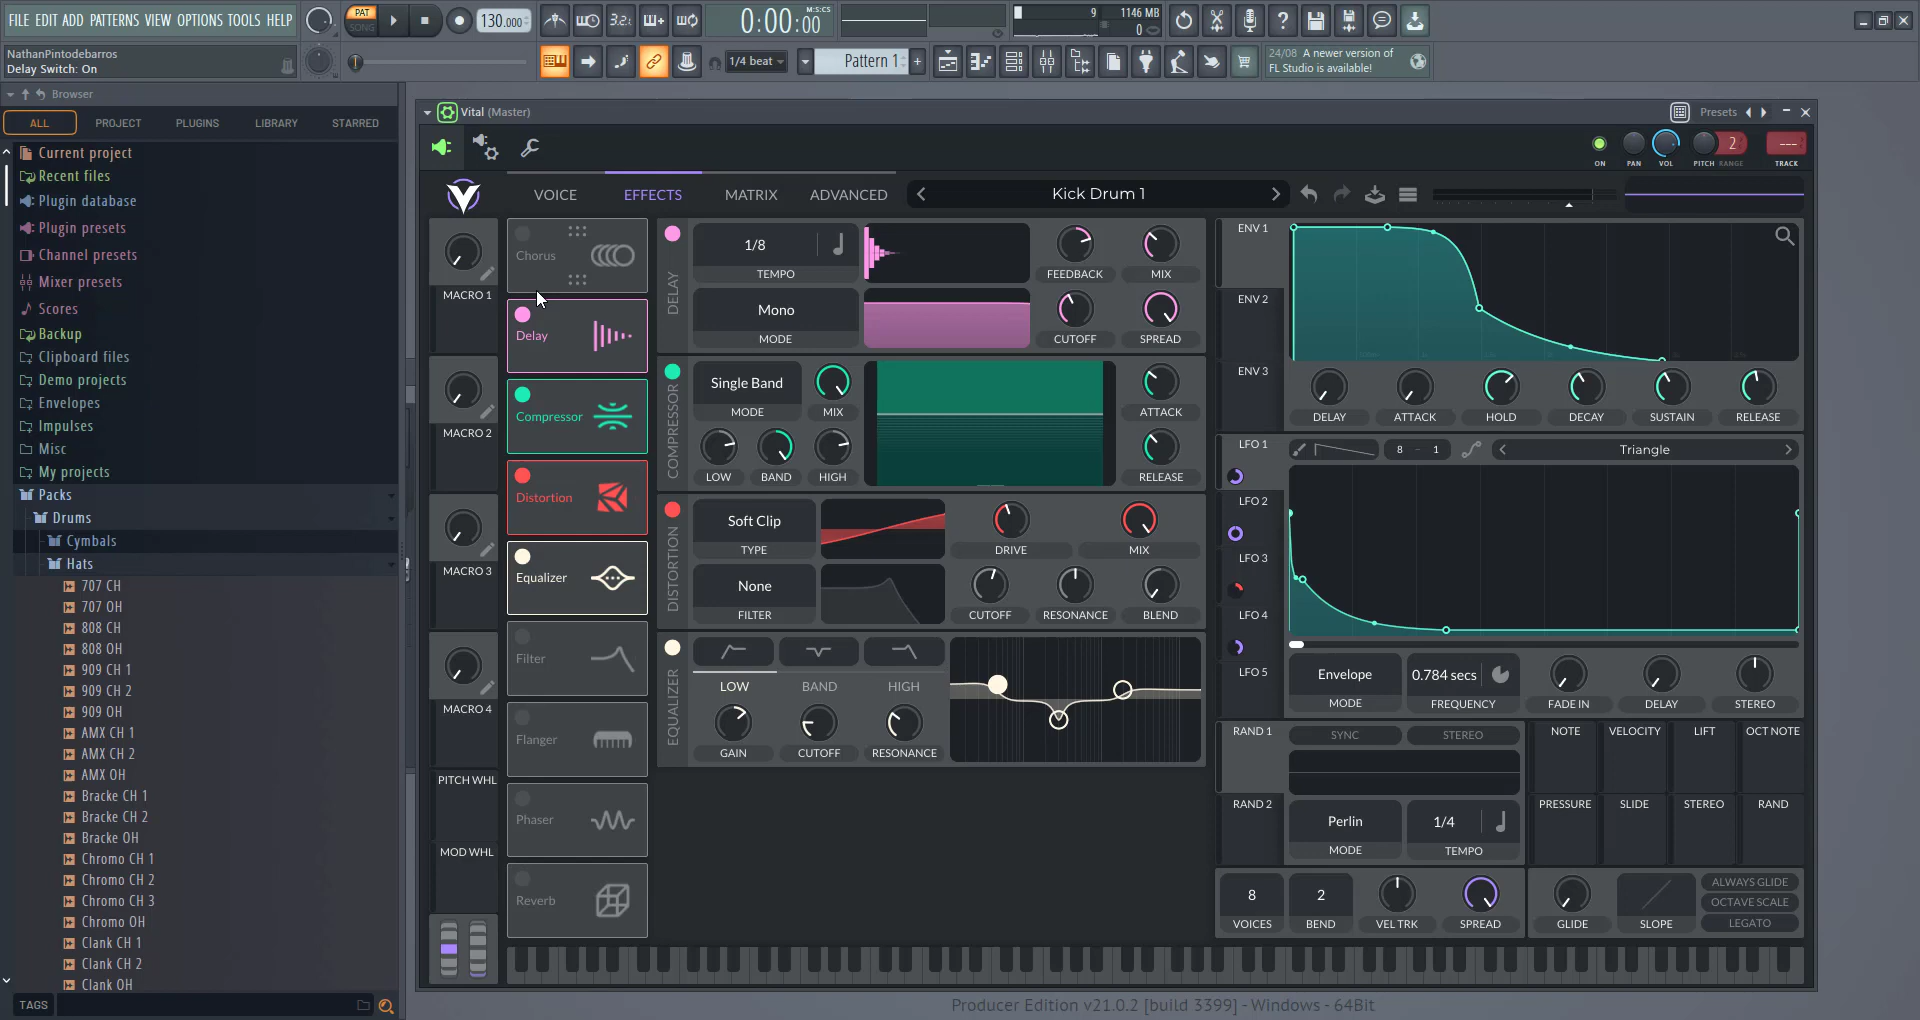 FILE EDIT ADD PATTERNS VIEW OPTIONS TOOLS HELP
PAT
SONG
130.000
3.2.
0:00:00
M:S:CS
9
1146 MB
0
NathanPintodebarros
Delay Switch: On
1/4 beat
Pattern 1
+
24/08 A newer version of
FL Studio is available!
Browser
ALL
PROJECT
PLUGINS
LIBRARY
STARRED
Current project
Recent files
Plugin database
Plugin presets
Channel presets
Mixer presets
Scores
Backup
Clipboard files
Demo projects
Envelopes
Impulses
Misc
My projects
Packs
Drums
Cymbals
Hats
707 CH
707 OH
808 CH
808 OH
909 CH 1
909 CH 2
909 OH
AMX CH 1
AMX CH 2
AMX OH
Bracke CH 1
Bracke CH 2
Bracke OH
Chromo CH 1
Chromo CH 2
Chromo CH 3
Chromo OH
Clank CH 1
Clank CH 2
Clank OH
TAGS
Vital (Master)
Presets
ON
PAN
VOL
PITCH
2
RANGE
---
TRACK
VOICE
EFFECTS
MATRIX
ADVANCED
Kick Drum 1
MACRO 1
MACRO 2
MACRO 3
MACRO 4
PITCH WHL
MOD WHL
Chorus
Delay
Compressor
Distortion
Equalizer
Filter
Flanger
Phaser
Reverb
DELAY
1/8
TEMPO
Mono
MODE
FEEDBACK
MIX
CUTOFF
SPREAD
COMPRESSOR
Single Band
MODE
MIX
LOW
BAND
HIGH
ATTACK
RELEASE
DISTORTION
Soft Clip
TYPE
DRIVE
MIX
None
FILTER
CUTOFF
RESONANCE
BLEND
EQUALIZER
LOW
BAND
HIGH
GAIN
CUTOFF
RESONANCE
ENV 1
ENV 2
ENV 3
DELAY
ATTACK
HOLD
DECAY
SUSTAIN
RELEASE
LFO 1
LFO 2
LFO 3
LFO 4
LFO 5
8 - 1
Triangle
Envelope
MODE
0.784 secs
FREQUENCY
FADE IN
DELAY
STEREO
RAND 1
RAND 2
SYNC
STEREO
Perlin
MODE
1/4
TEMPO
NOTE
VELOCITY
LIFT
OCT NOTE
PRESSURE
SLIDE
STEREO
RAND
8
VOICES
2
BEND
VEL TRK
SPREAD
GLIDE
SLOPE
ALWAYS GLIDE
OCTAVE SCALE
LEGATO
Producer Edition v21.0.2 [build 3399] - Windows - 64Bit